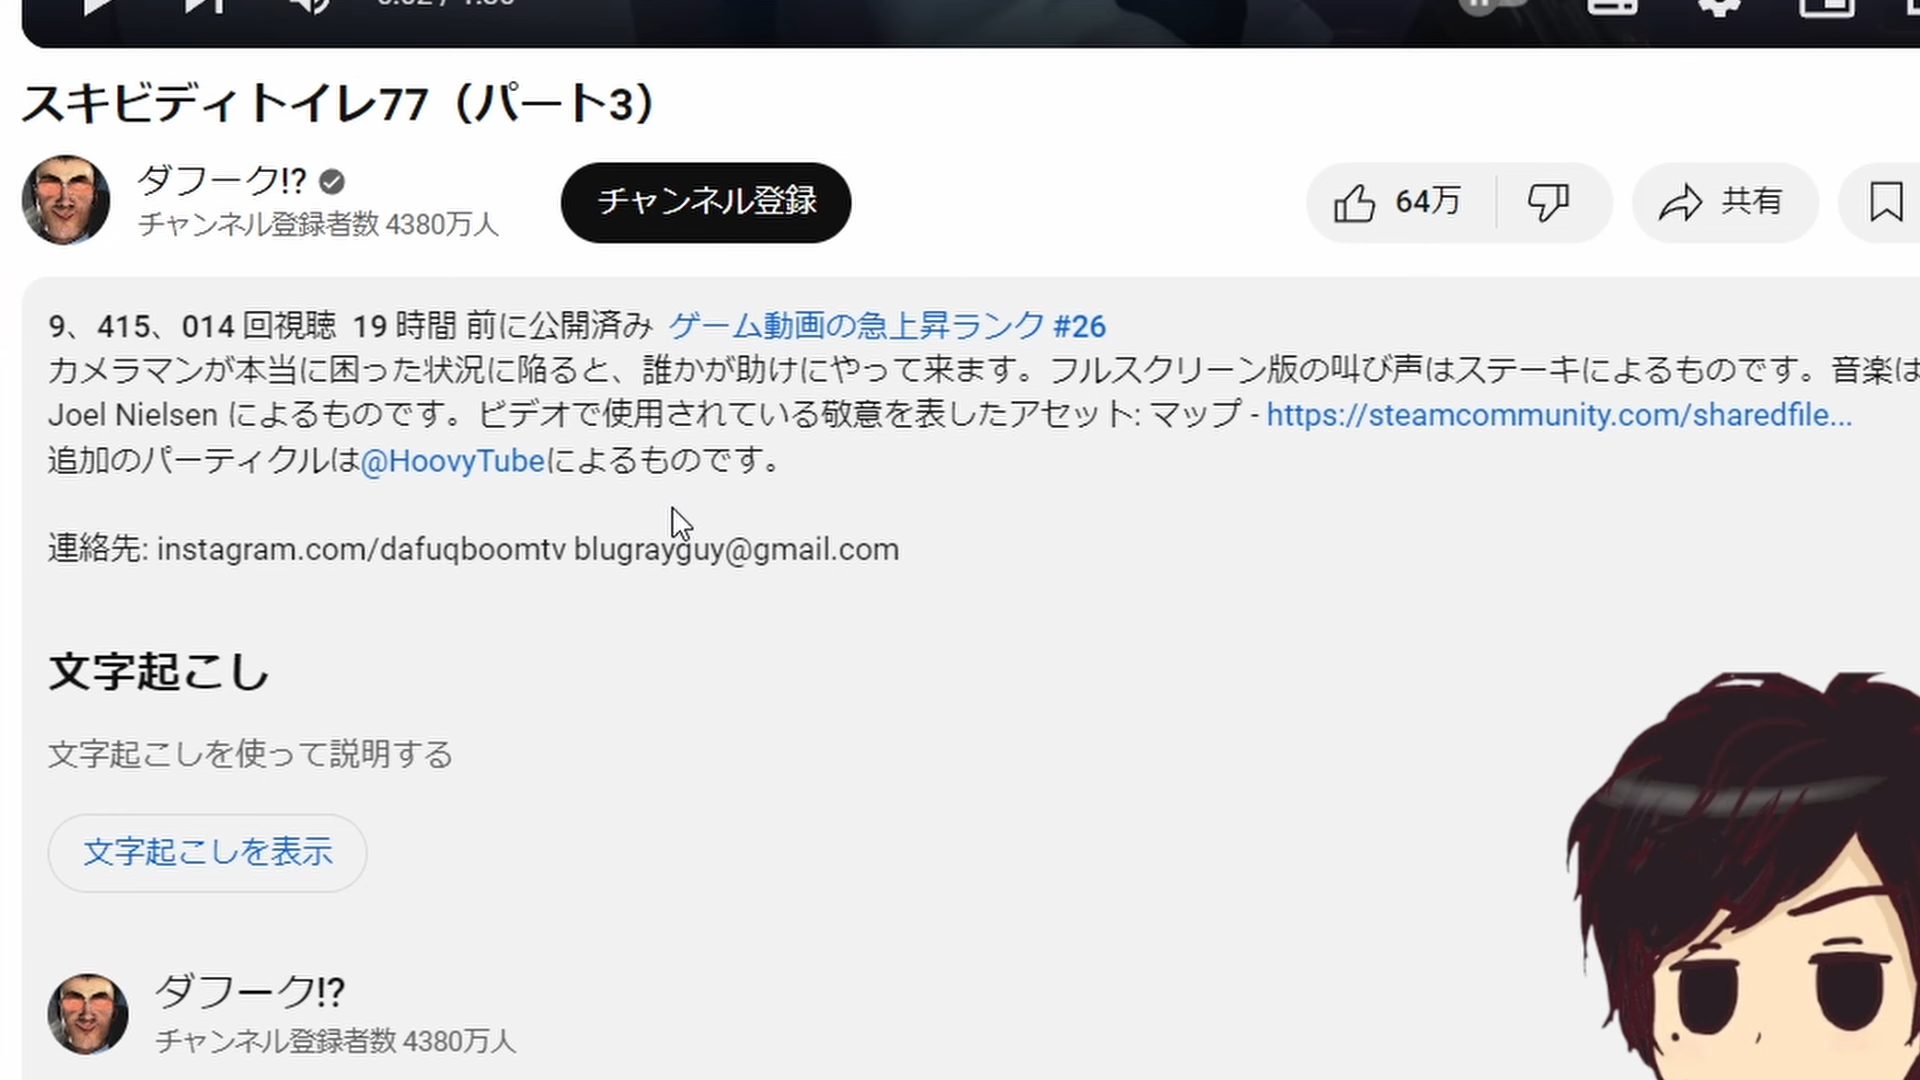 スキビディトイレ77（パート3）
ダフーク!?
チャンネル登録者数 4380万人
チャンネル登録
64万
共有
9、415、014 回視聴 19 時間 前に公開済み ゲーム動画の急上昇ランク #26
カメラマンが本当に困った状況に陥ると、誰かが助けにやって来ます。フルスクリーン版の叫び声はステーキによるものです。音楽は
Joel Nielsen によるものです。ビデオで使用されている敬意を表したアセット: マップ - https://steamcommunity.com/sharedfile...
追加のパーティクルは@HoovyTubeによるものです。
連絡先: instagram.com/dafuqboomtv blugrayguy@gmail.com
文字起こし
文字起こしを使って説明する
文字起こしを表示
ダフーク!?
チャンネル登録者数 4380万人